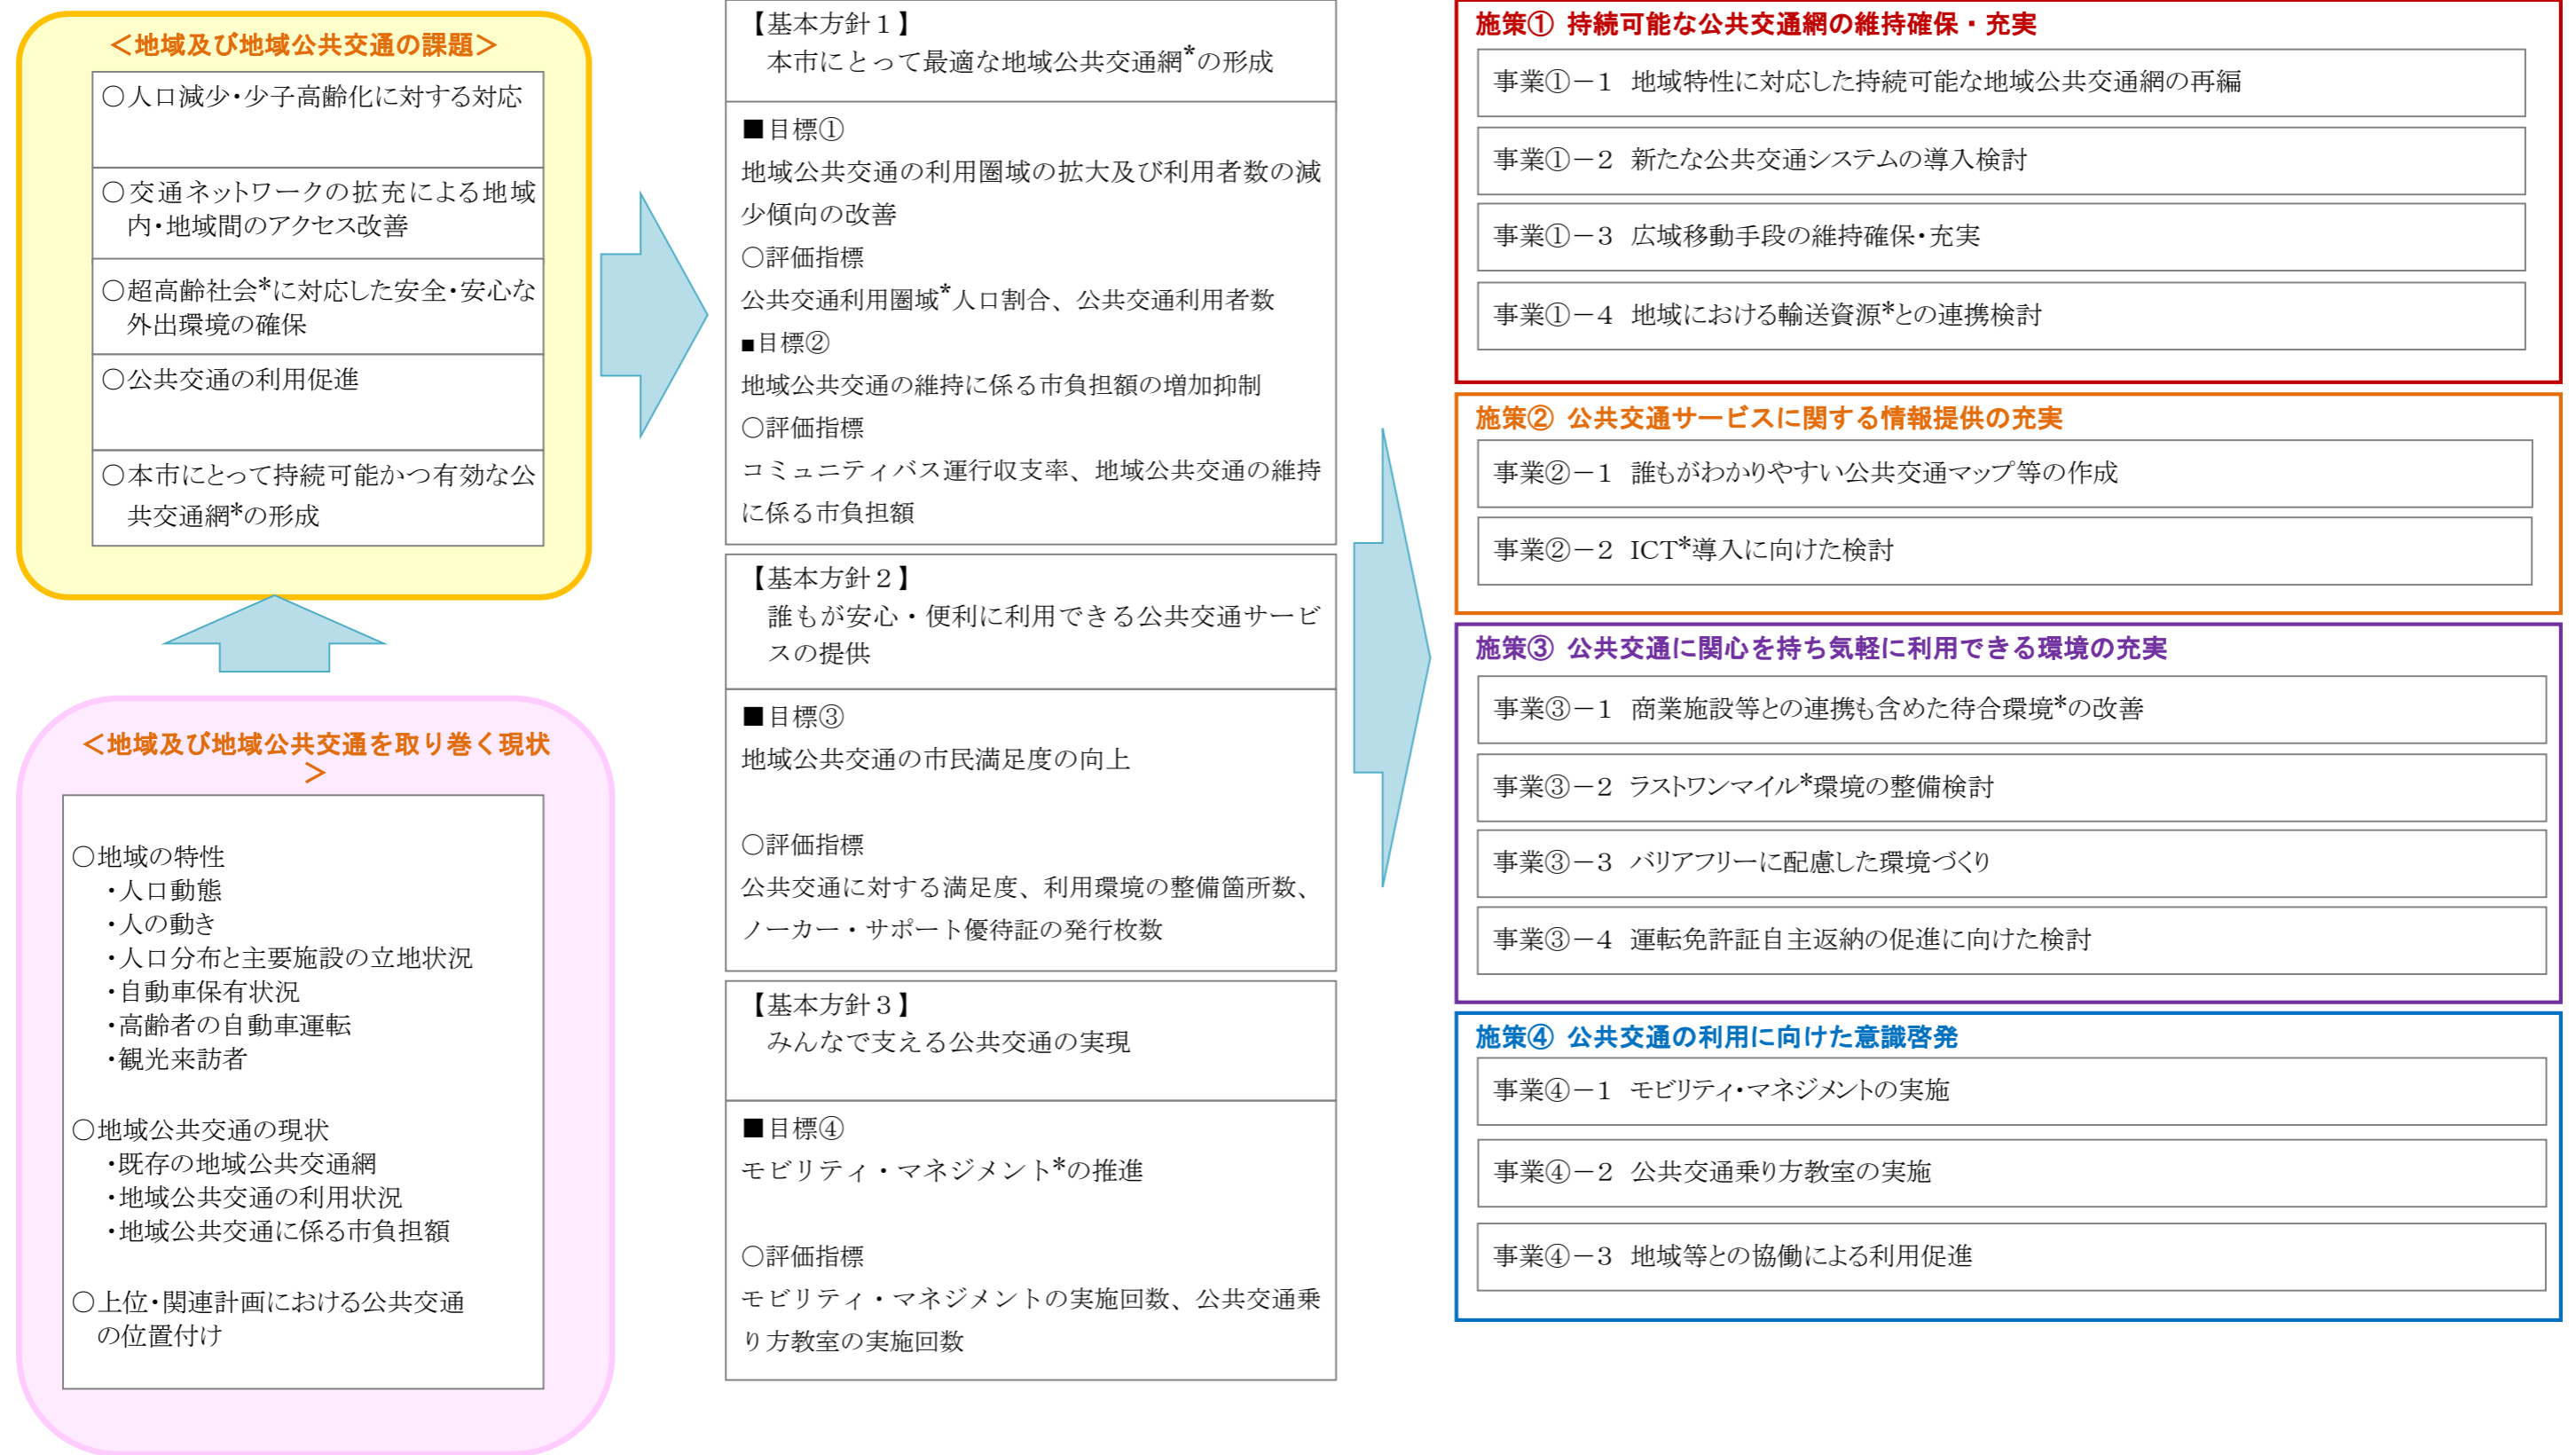 ＜地域及び地域公共交通の課題＞
○人口減少・少子高齢化に対する対応
○交通ネットワークの拡充による地域
内・地域間のアクセス改善
○超高齢社会*に対応した安全・安心な
外出環境の確保
○公共交通の利用促進
○本市にとって持続可能かつ有効な公
共交通網*の形成
＜地域及び地域公共交通を取り巻く現状
＞
○地域の特性
・人口動態
・人の動き
・人口分布と主要施設の立地状況
・自動車保有状況
・高齢者の自動車運転
・観光来訪者
○地域公共交通の現状
・既存の地域公共交通網
・地域公共交通の利用状況
・地域公共交通に係る市負担額
○上位・関連計画における公共交通
の位置付け
【基本方針１】
本市にとって最適な地域公共交通網*の形成
■目標①
地域公共交通の利用圏域の拡大及び利用者数の減
少傾向の改善
○評価指標
公共交通利用圏域*人口割合、公共交通利用者数
■目標②
地域公共交通の維持に係る市負担額の増加抑制
○評価指標
コミュニティバス運行収支率、地域公共交通の維持
に係る市負担額
【基本方針２】
誰もが安心・便利に利用できる公共交通サービ
スの提供
■目標③
地域公共交通の市民満足度の向上
○評価指標
公共交通に対する満足度、利用環境の整備箇所数、
ノーカー・サポート優待証の発行枚数
【基本方針３】
みんなで支える公共交通の実現
■目標④
モビリティ・マネジメント*の推進
○評価指標
モビリティ・マネジメントの実施回数、公共交通乗
り方教室の実施回数
施策① 持続可能な公共交通網の維持確保・充実
事業①－１ 地域特性に対応した持続可能な地域公共交通網の再編
事業①－２ 新たな公共交通システムの導入検討
事業①－３ 広域移動手段の維持確保・充実
事業①－４ 地域における輸送資源*との連携検討
施策② 公共交通サービスに関する情報提供の充実
事業②－１ 誰もがわかりやすい公共交通マップ等の作成
事業②－２ ICT*導入に向けた検討
施策③ 公共交通に関心を持ち気軽に利用できる環境の充実
事業③－１ 商業施設等との連携も含めた待合環境*の改善
事業③－２ ラストワンマイル*環境の整備検討
事業③－３ バリアフリーに配慮した環境づくり
事業③－４ 運転免許証自主返納の促進に向けた検討
施策④ 公共交通の利用に向けた意識啓発
事業④－１ モビリティ・マネジメントの実施
事業④－２ 公共交通乗り方教室の実施
事業④－３ 地域等との協働による利用促進